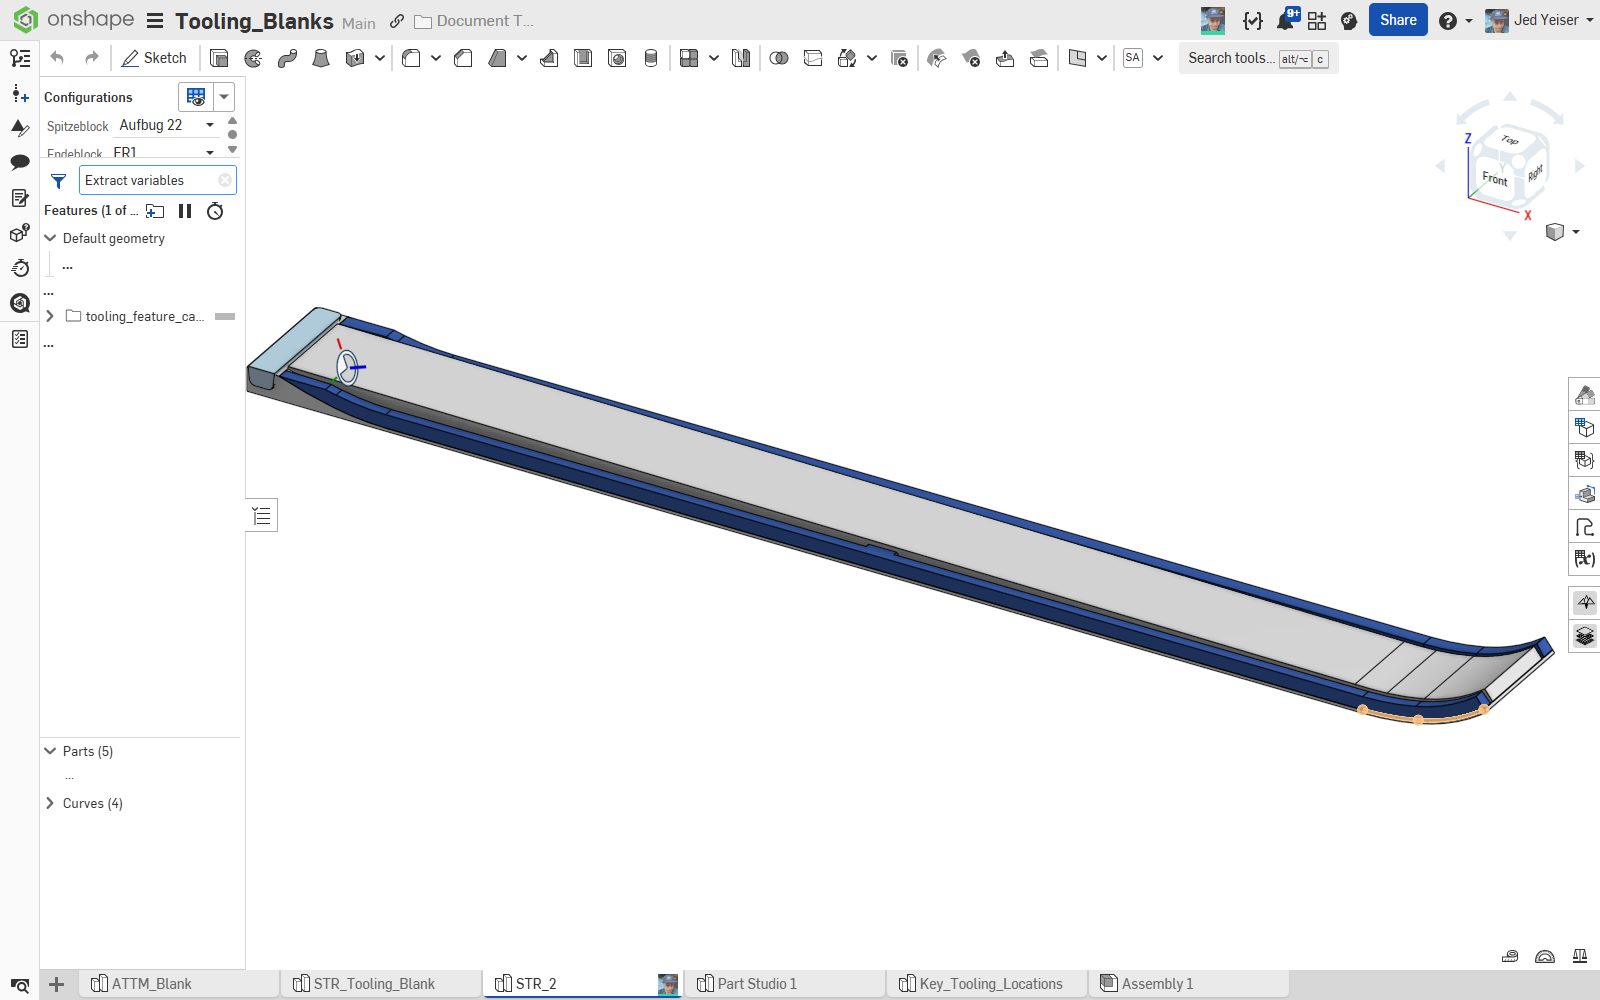 onshape Tooling_Blanks Main Document T... 9+ Share Jed Yeiser
Sketch SA Search tools... alt/⌥ c
Configurations
Spitzeblock Aufbug 22
Endeblock ER1
Extract variables
Features (1 of ...
Default geometry
...
...
tooling_feature_ca...
...
Parts (5)
...
Curves (4)
Z
Top
Y
Front
Right
X
ATTM_Blank STR_Tooling_Blank STR_2 Part Studio 1 Key_Tooling_Locations Assembly 1